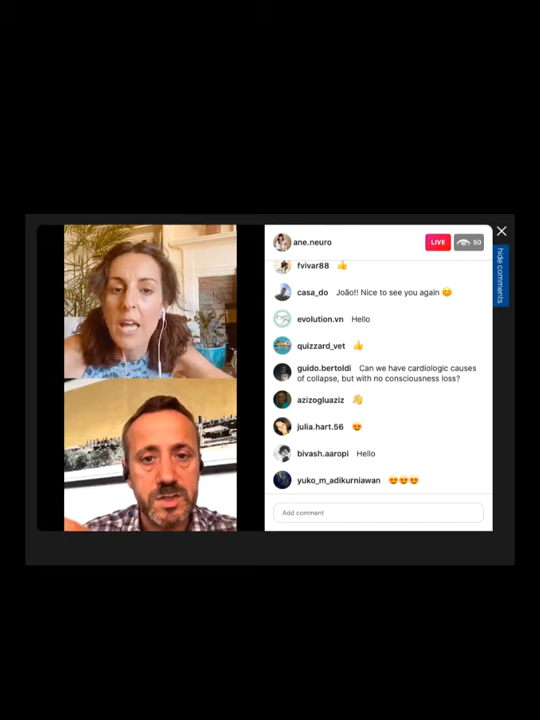 ane.neuro LIVE 50
hide comments
fvivar88 👍
casa_do João!! Nice to see you again 😊
evolution.vn Hello
quizzard_vet 👍
guido.bertoldi Can we have cardiologic causes
of collapse, but with no consciousness loss?
azizogluaziz 👋
julia.hart.56 😍
bivash.aaropi Hello
yuko_m_adikurniawan 😍😍😍
Add comment